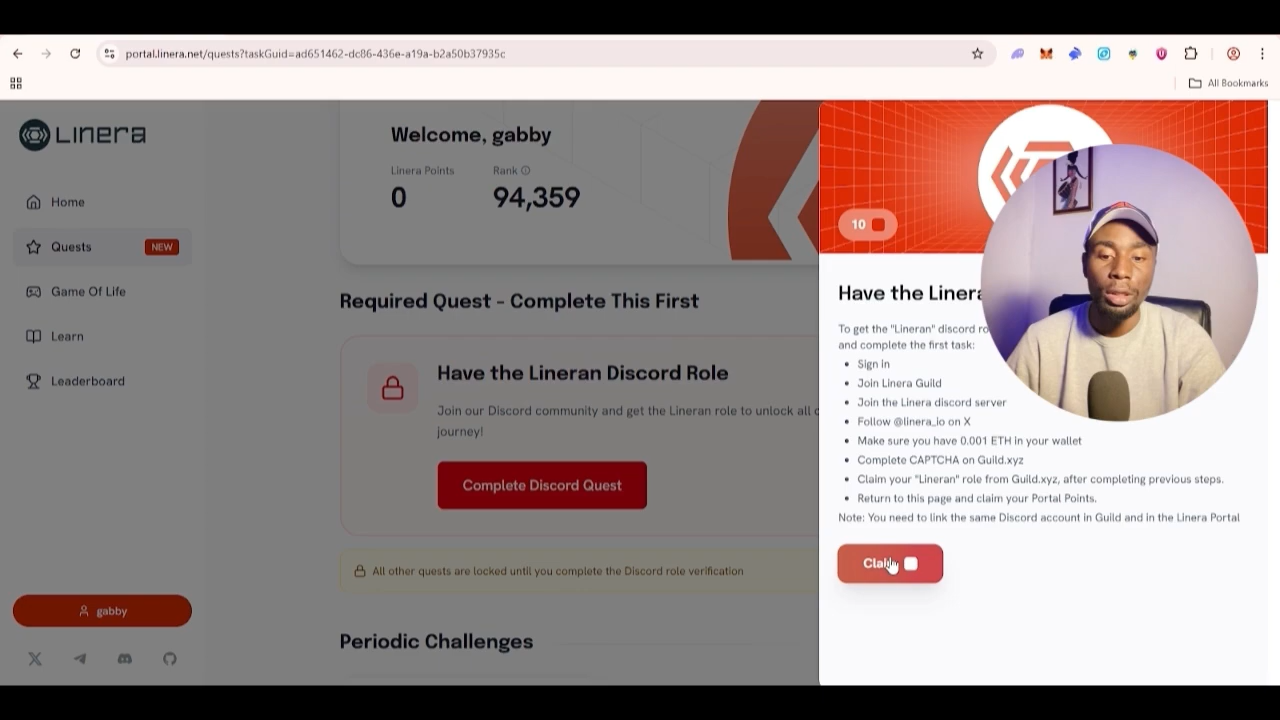 portal.linera.net/quests?taskGuid=ad651462-dc86-436e-a19a-b2a50b37935c
All Bookmarks
Linera
Home
Quests
NEW
Game Of Life
Learn
Leaderboard
gabby
Welcome, gabby
Linera Points
Rank
0
94,359
Required Quest - Complete This First
Have the Lineran Discord Role
Join our Discord community and get the Lineran role to unlock all
journey!
Complete Discord Quest
All other quests are locked until you complete the Discord role verification
Periodic Challenges
10
Have the
To get the "Lineran" discord
and complete the first task:
Sign in
Join Linera Guild
Join the Linera discord server
Follow @linera_io on X
Make sure you have 0.001 ETH in your wallet
Complete CAPTCHA on Guild.xyz
Claim your "Lineran" role from Guild.xyz, after completing previous steps.
Return to this page and claim your Portal Points.
Note: You need to link the same Discord account in Guild and in the Linera Portal